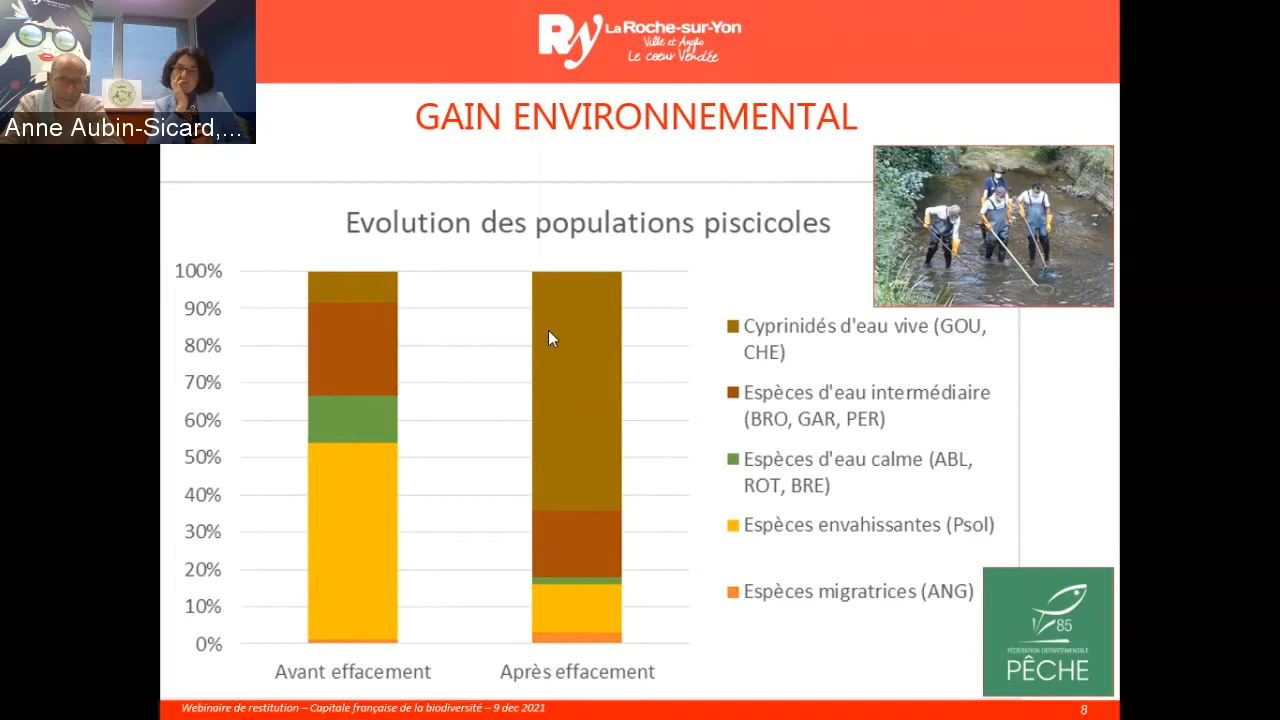 Ry La Roche-sur-Yon
Ville et Agglo
Le cœur Vendée
Anne Aubin-Sicard,...
GAIN ENVIRONNEMENTAL
Evolution des populations piscicoles
100%
90%
80%
70%
60%
50%
40%
30%
20%
10%
0%
Avant effacement
Après effacement
Cyprinidés d'eau vive (GOU,
CHE)
Espèces d'eau intermédiaire
(BRO, GAR, PER)
Espèces d'eau calme (ABL,
ROT, BRE)
Espèces envahissantes (Psol)
Espèces migratrices (ANG)
85
FÉDÉRATION DÉPARTEMENTALE
PÊCHE
Webinaire de restitution – Capitale française de la biodiversité – 9 dec 2021
8